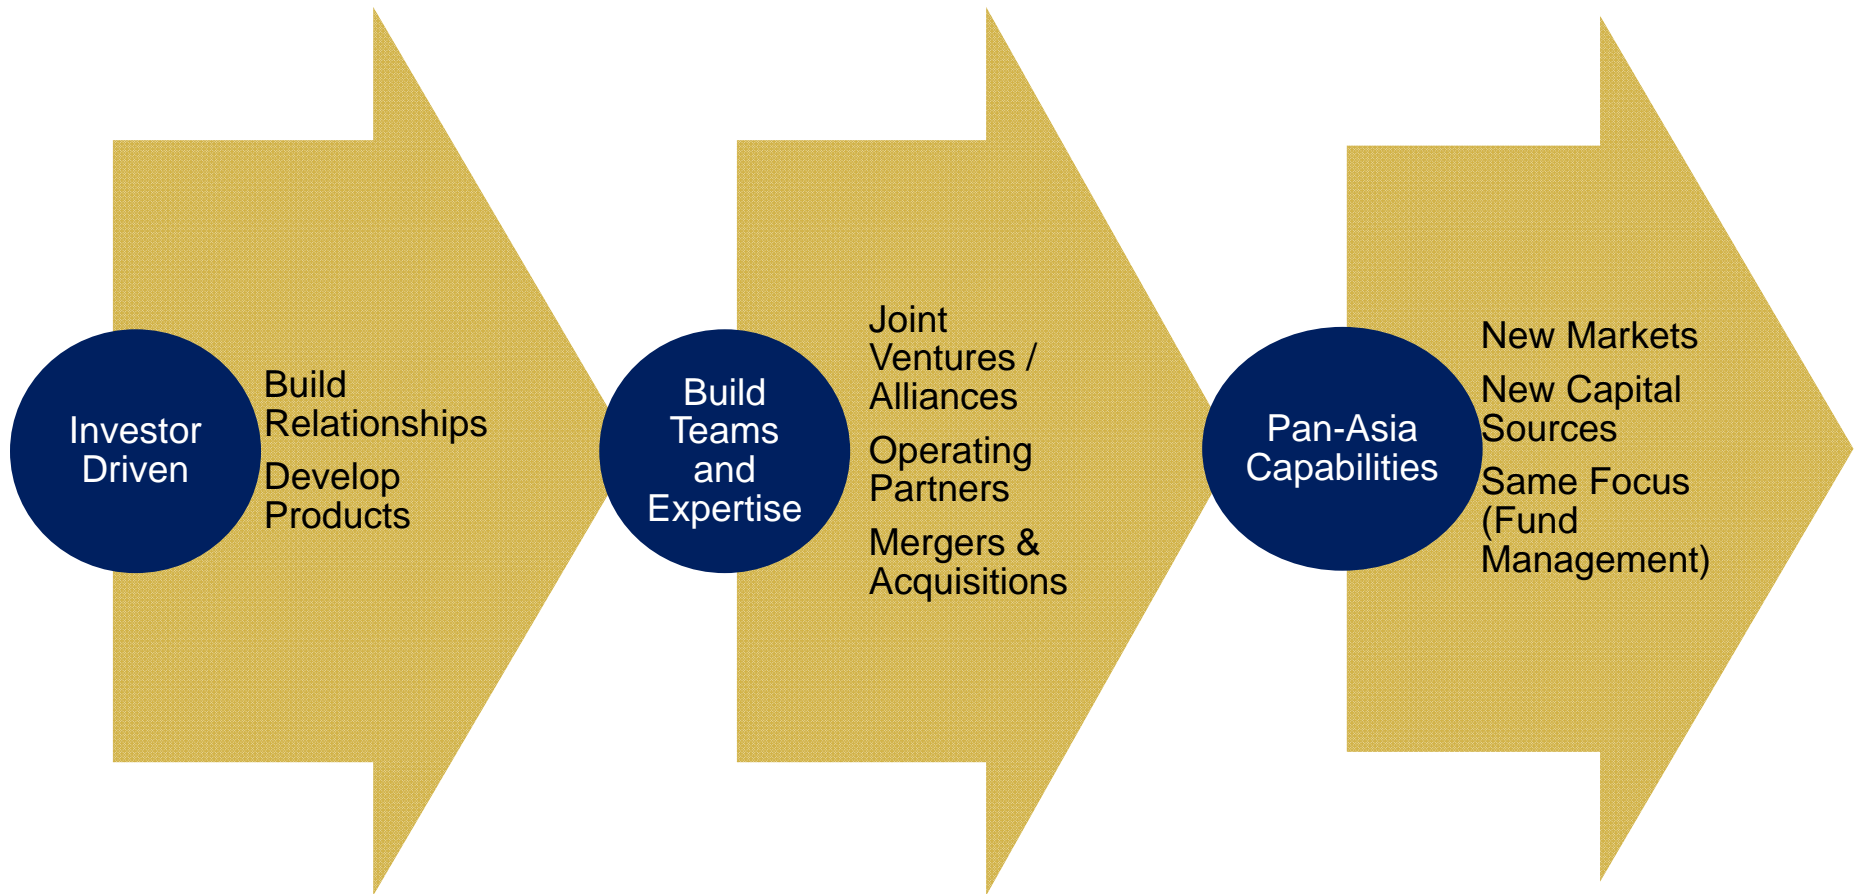 Investor
Driven
Build
Relationships
Develop
Products
Build
Teams
and
Expertise
Joint
Ventures /
Alliances
Operating
Partners
Mergers &
Acquisitions
Pan-Asia
Capabilities
New Markets
New Capital
Sources
Same Focus
(Fund
Management)